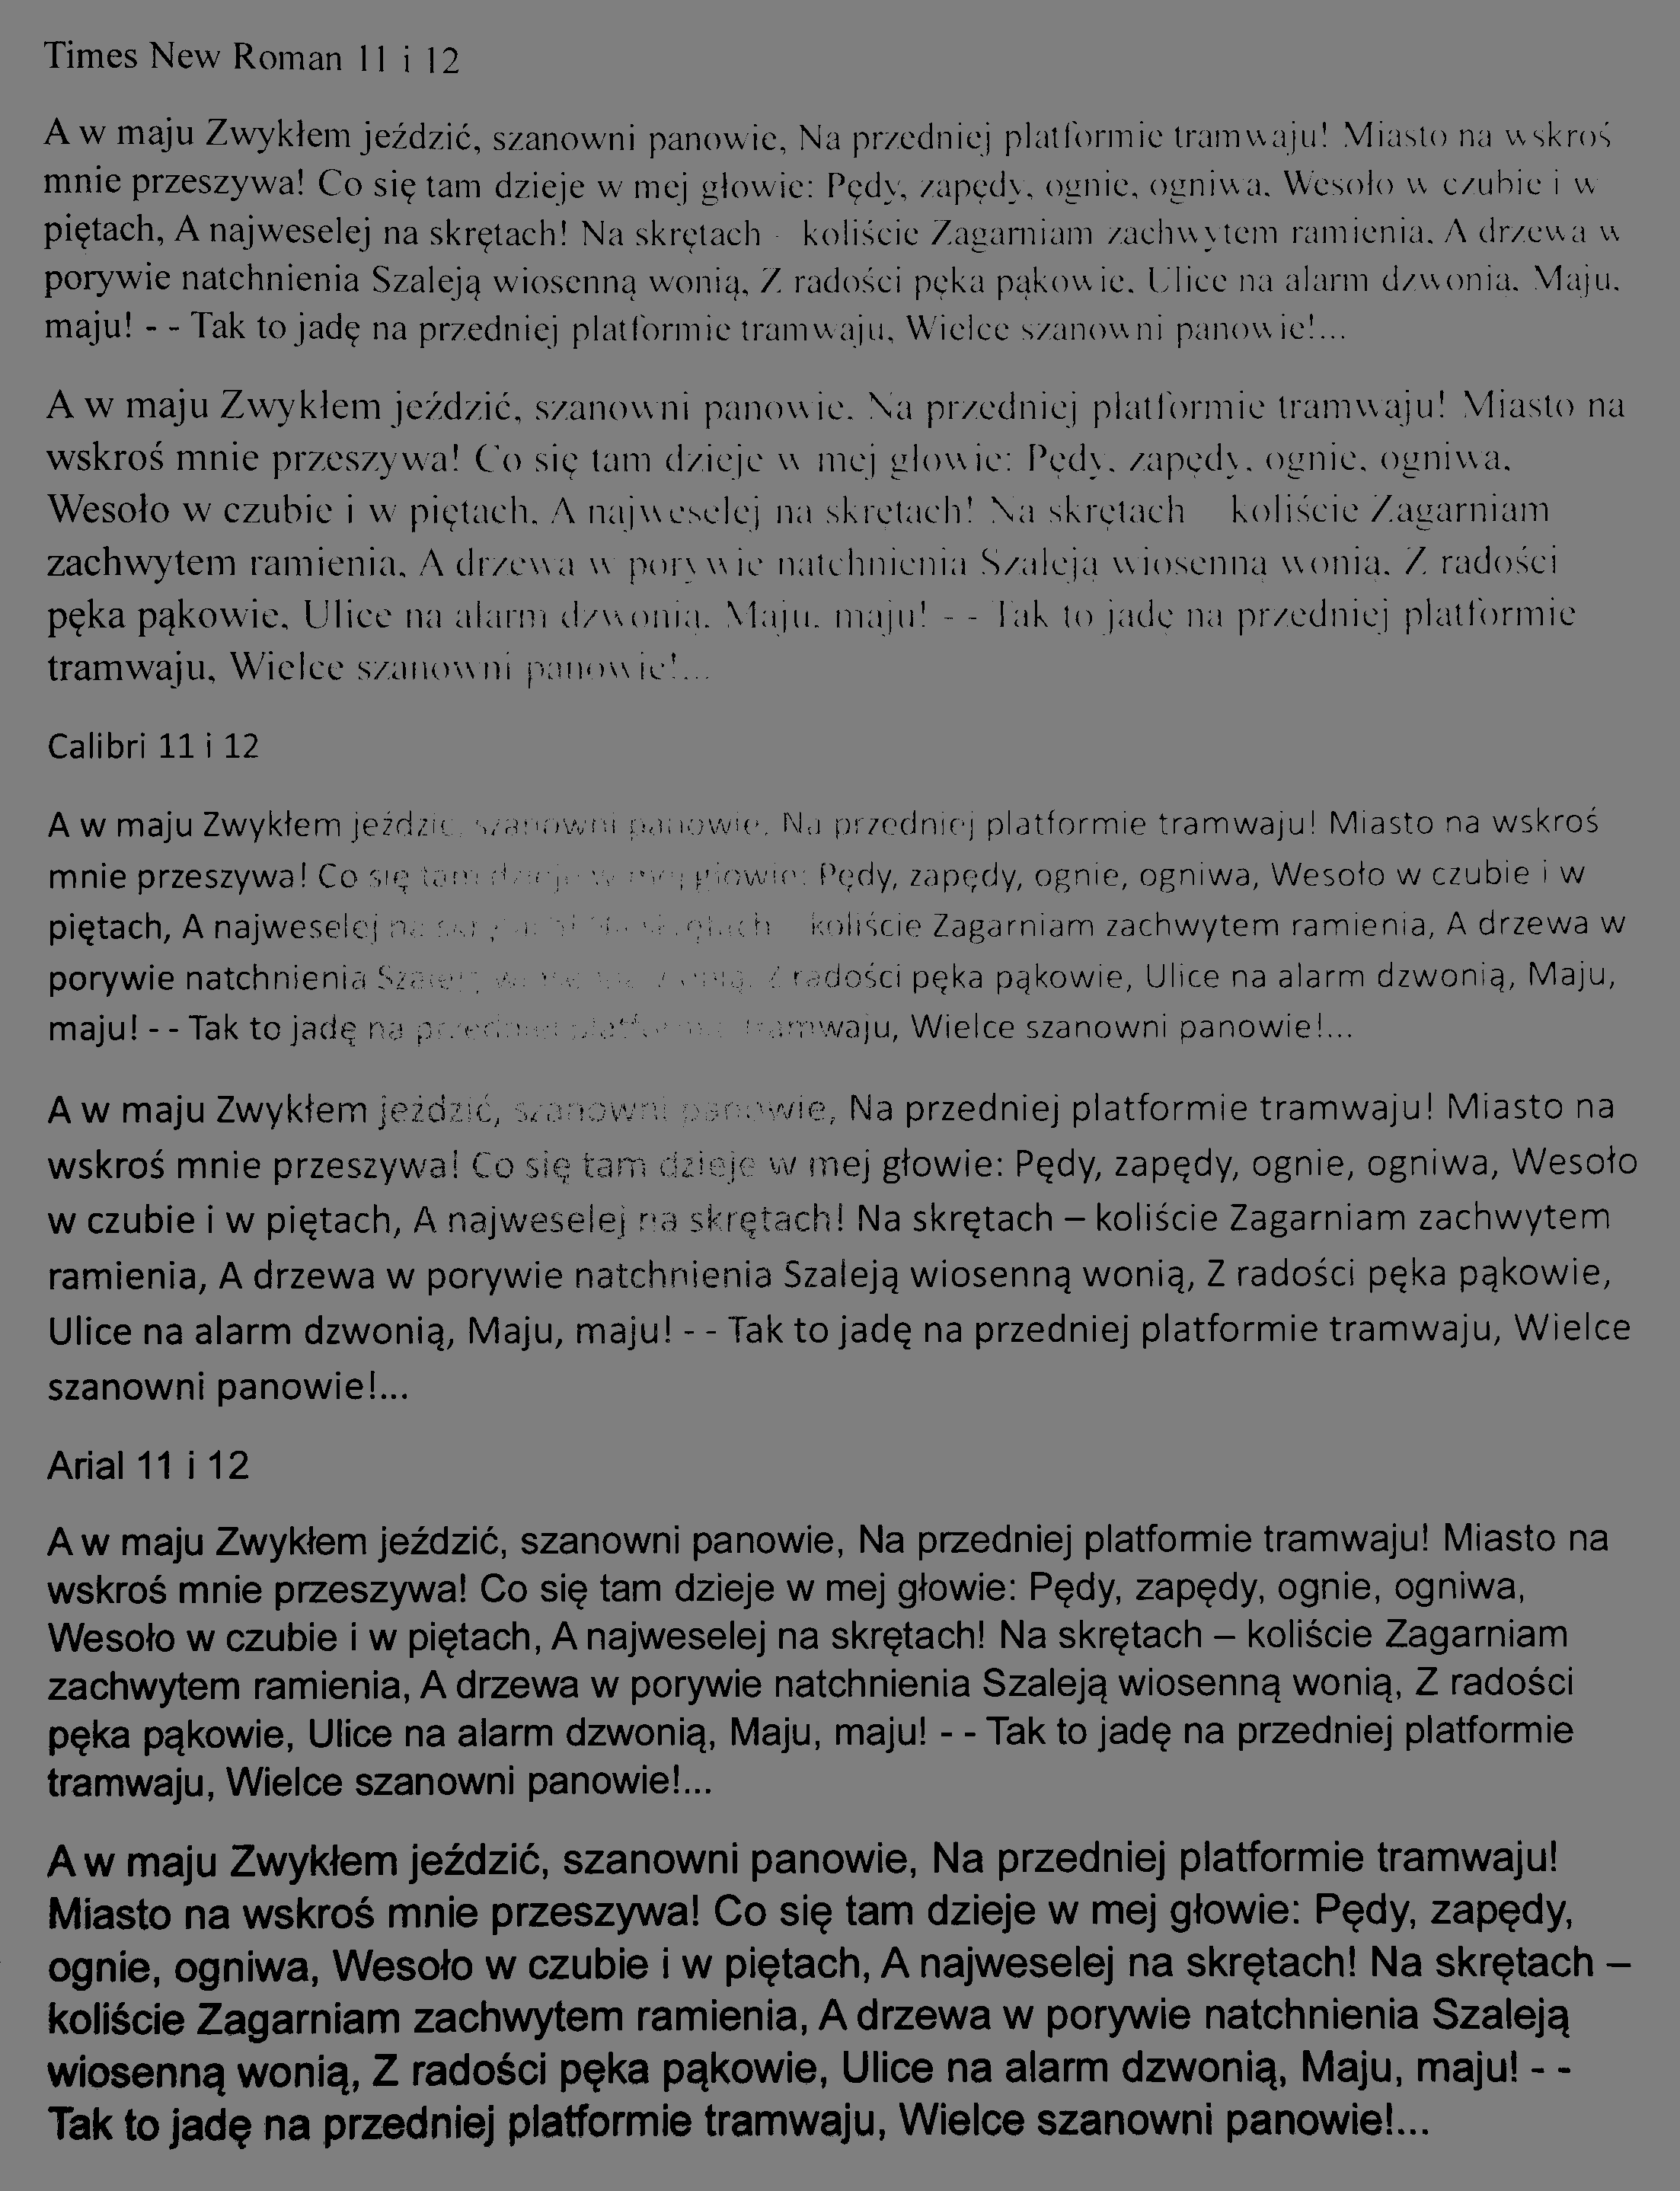 Times New Roman 11 i 12
A w maju Zwykłem jeździć, szanowni panowie, Na przedniej platformie tramwaju! Miasto na wskroś
mnie przeszywa! Co się tam dzieje w mej głowie: Pędy, zapędy, ognie, ogniwa, Wesoło w czubie i w
piętach, A najweselej na skrętach! Na skrętach - koliście Zagarniam zachwytem ramienia, A drzewa w
porywie natchnienia Szaleją wiosenną wonią, Z radości pęka pąkowie, Ulice na alarm dzwonią, Maju,
maju! - - Tak to jadę na przedniej platformie tramwaju, Wielce szanowni panowie!...
A w maju Zwykłem jeździć, szanowni panowie, Na przedniej platformie tramwaju! Miasto na
wskroś mnie przeszywa! Co się tam dzieje w mej głowie: Pędy, zapędy, ognie, ogniwa,
Wesoło w czubie i w piętach, A najweselej na skrętach! Na skrętach koliście Zagarniam
zachwytem ramienia, A drzewa w porywie natchnienia Szaleją wiosenną wonią, Z radości
pęka pąkowie, Ulice na alarm dzwonią, Maju, maju! - - Tak to jadę na przedniej platformie
tramwaju, Wielce szanowni panowie!...
Calibri 11 i 12
A w maju Zwykłem jeździć, szanowni panowie, Na przedniej platformie tramwaju! Miasto na wskroś
mnie przeszywa! Co się tam głowie: Pędy, zapędy, ognie, ogniwa, Wesoło w czubie i w
piętach, A najweselej koliście Zagarniam zachwytem ramienia, A drzewa w
porywie natchnienia Z radości pęka pąkowie, Ulice na alarm dzwonią, Maju,
maju! - - Tak to jadę na tramwaju, Wielce szanowni panowie!...
A w maju Zwykłem jeździć, szanowni panowie, Na przedniej platformie tramwaju! Miasto na
wskroś mnie przeszywa! Co się tam dzieje w mej głowie: Pędy, zapędy, ognie, ogniwa, Wesoło
w czubie i w piętach, A najweselej na skrętach! Na skrętach – koliście Zagarniam zachwytem
ramienia, A drzewa w porywie natchnienia Szaleją wiosenną wonią, Z radości pęka pąkowie,
Ulice na alarm dzwonią, Maju, maju! - - Tak to jadę na przedniej platformie tramwaju, Wielce
szanowni panowie!...
Arial 11 i 12
A w maju Zwykłem jeździć, szanowni panowie, Na przedniej platformie tramwaju! Miasto na
wskroś mnie przeszywa! Co się tam dzieje w mej głowie: Pędy, zapędy, ognie, ogniwa,
Wesoło w czubie i w piętach, A najweselej na skrętach! Na skrętach – koliście Zagarniam
zachwytem ramienia, A drzewa w porywie natchnienia Szaleją wiosenną wonią, Z radości
pęka pąkowie, Ulice na alarm dzwonią, Maju, maju! - - Tak to jadę na przedniej platformie
tramwaju, Wielce szanowni panowie!...
A w maju Zwykłem jeździć, szanowni panowie, Na przedniej platformie tramwaju!
Miasto na wskroś mnie przeszywa! Co się tam dzieje w mej głowie: Pędy, zapędy,
ognie, ogniwa, Wesoło w czubie i w piętach, A najweselej na skrętach! Na skrętach –
koliście Zagarniam zachwytem ramienia, A drzewa w porywie natchnienia Szaleją
wiosenną wonią, Z radości pęka pąkowie, Ulice na alarm dzwonią, Maju, maju! - -
Tak to jadę na przedniej platformie tramwaju, Wielce szanowni panowie!...